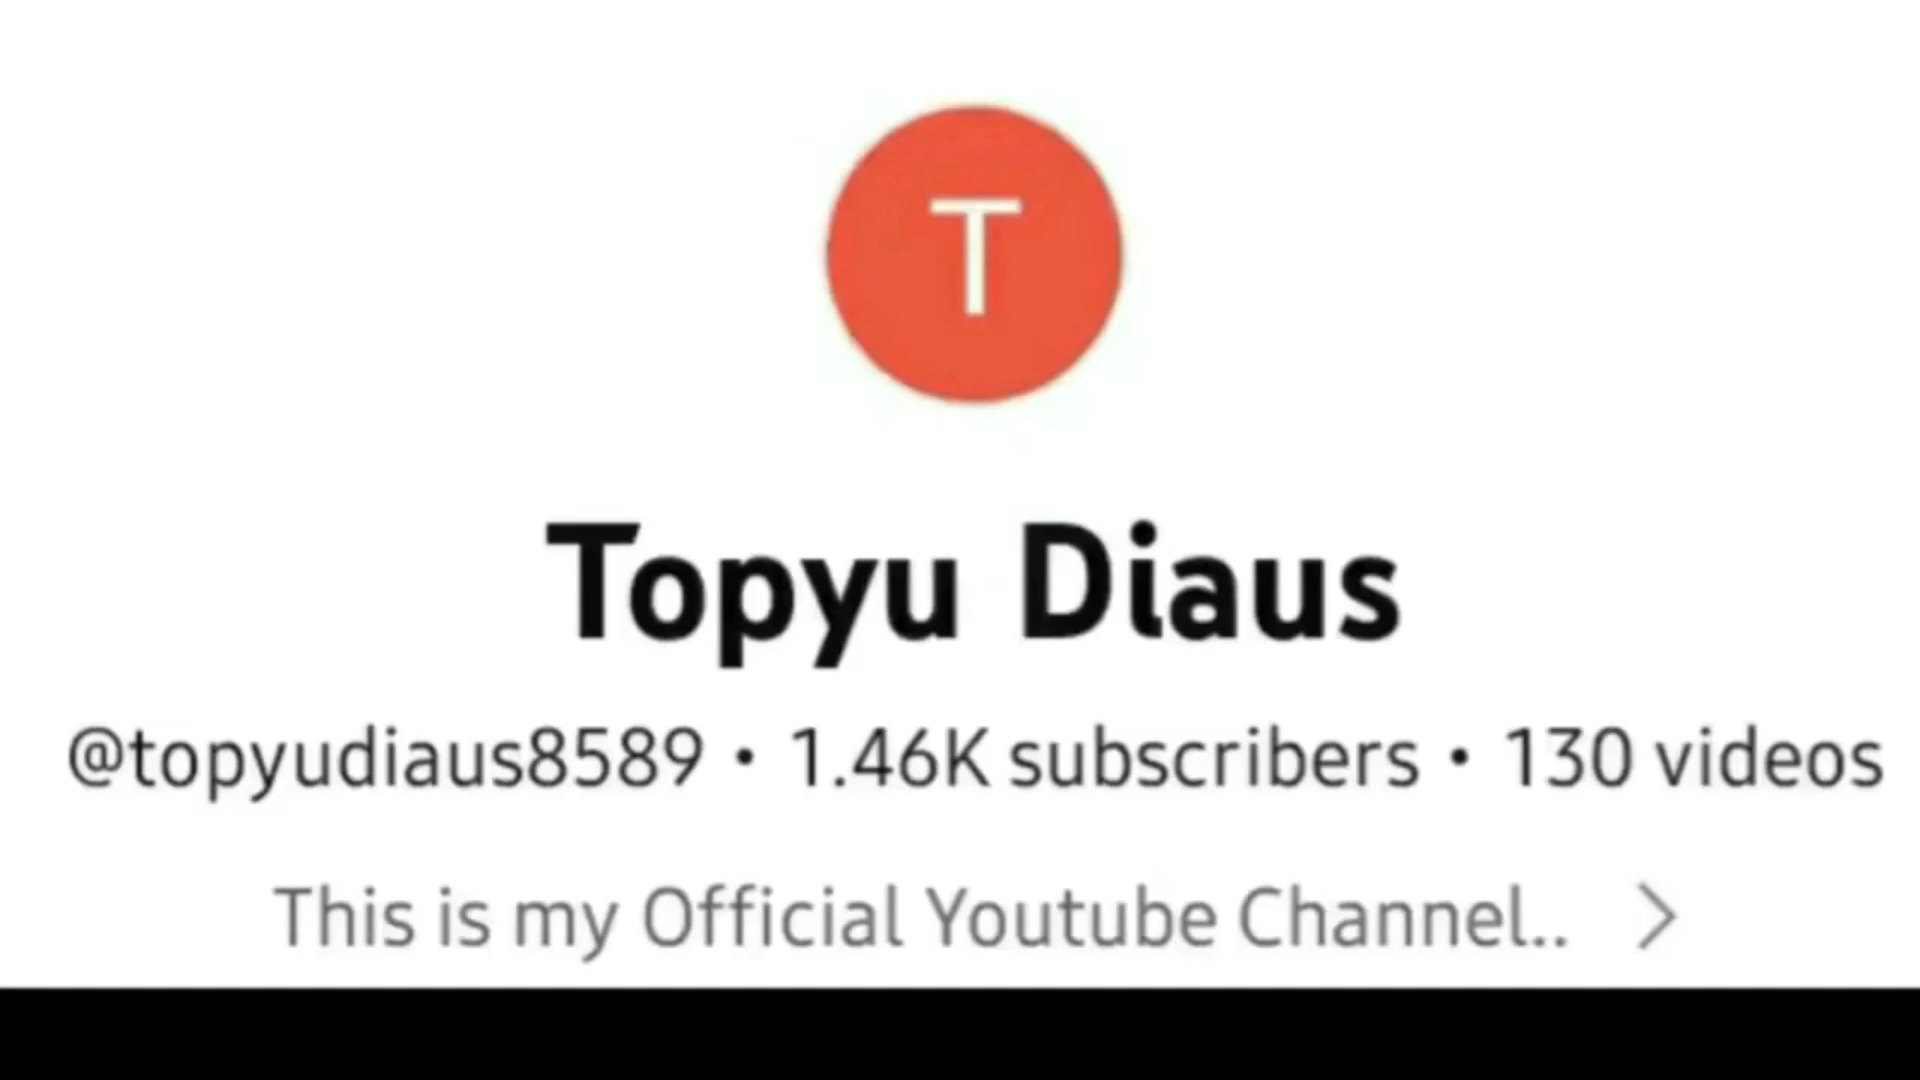 T
Topyu Diaus
@topyudiaus8589 • 1.46K subscribers • 130 videos
This is my Official Youtube Channel.. >